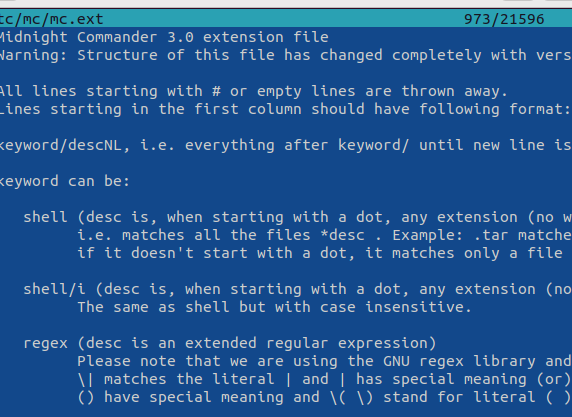 tc/mc/mc.ext 973/21596
Midnight Commander 3.0 extension file
Warning: Structure of this file has changed completely with vers
All lines starting with # or empty lines are thrown away.
Lines starting in the first column should have following format:
keyword/descNL, i.e. everything after keyword/ until new line is
keyword can be:
shell (desc is, when starting with a dot, any extension (no w
i.e. matches all the files *desc . Example: .tar matche
if it doesn't start with a dot, it matches only a file
shell/i (desc is, when starting with a dot, any extension (no
The same as shell but with case insensitive.
regex (desc is an extended regular expression)
Please note that we are using the GNU regex library and
\| matches the literal | and | has special meaning (or)
() have special meaning and \( \) stand for literal ( )